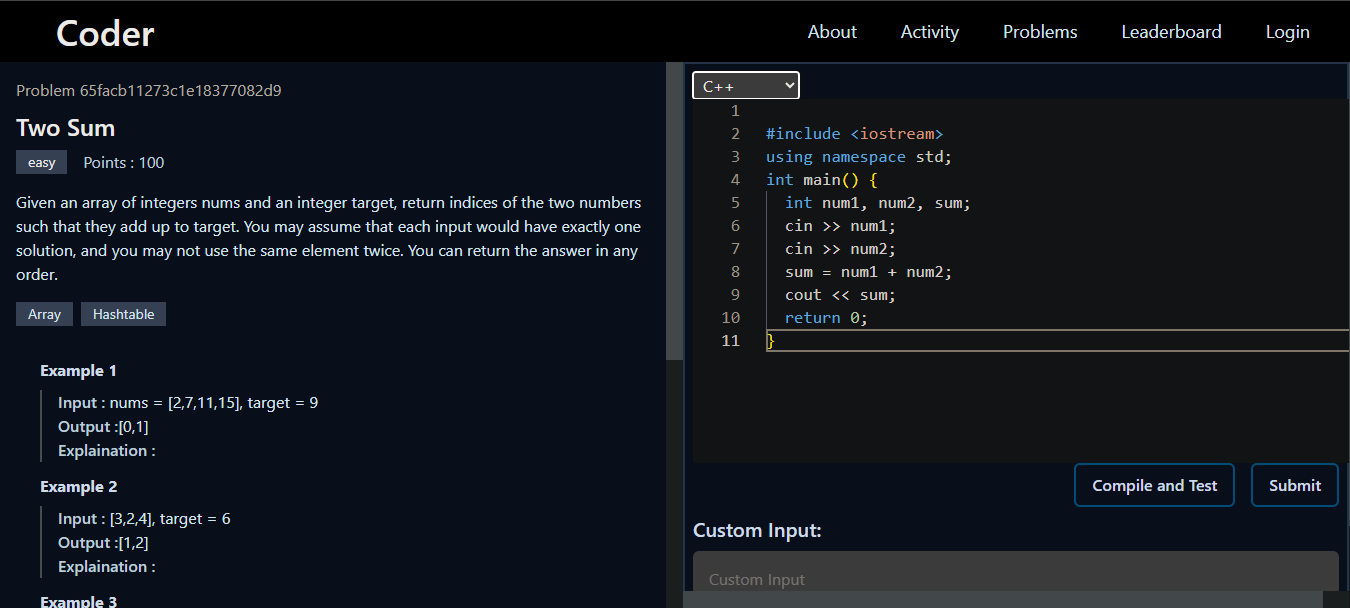 Coder
About
Activity
Problems
Leaderboard
Login
Problem 65facb11273c1e18377082d9
Two Sum
easy
Points : 100
Given an array of integers nums and an integer target, return indices of the two numbers
such that they add up to target. You may assume that each input would have exactly one
solution, and you may not use the same element twice. You can return the answer in any
order.
Array
Hashtable
Example 1
Input : nums = [2,7,11,15], target = 9
Output :[0,1]
Explaination :
Example 2
Input : [3,2,4], target = 6
Output :[1,2]
Explaination :
Example 3
C++
1
2 #include <iostream>
3 using namespace std;
4 int main() {
5 int num1, num2, sum;
6 cin >> num1;
7 cin >> num2;
8 sum = num1 + num2;
9 cout << sum;
10 return 0;
11 }
Compile and Test
Submit
Custom Input:
Custom Input